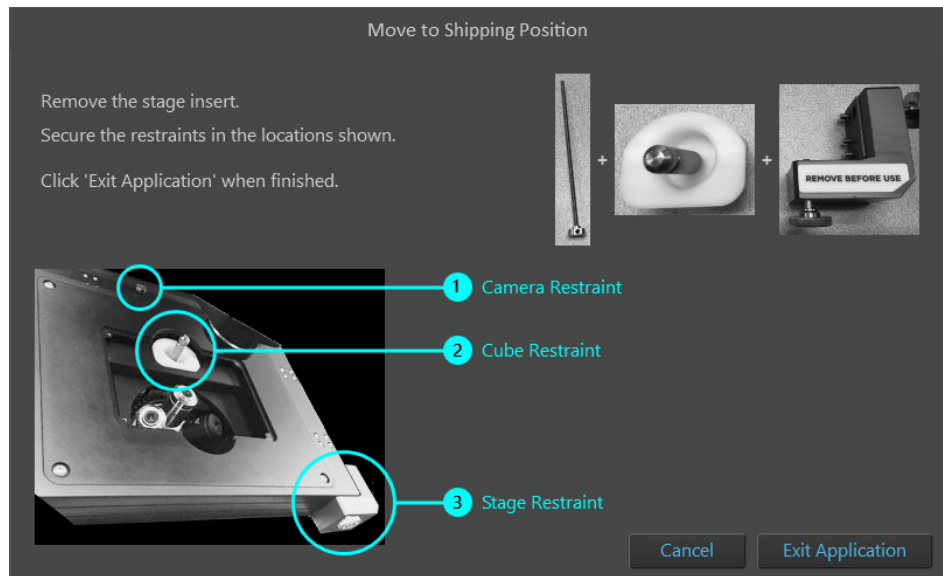 Move to Shipping Position
Remove the stage insert.
Secure the restraints in the locations shown.
Click 'Exit Application' when finished.
+
+
REMOVE BEFORE USE
1 Camera Restraint
2 Cube Restraint
3 Stage Restraint
Cancel
Exit Application